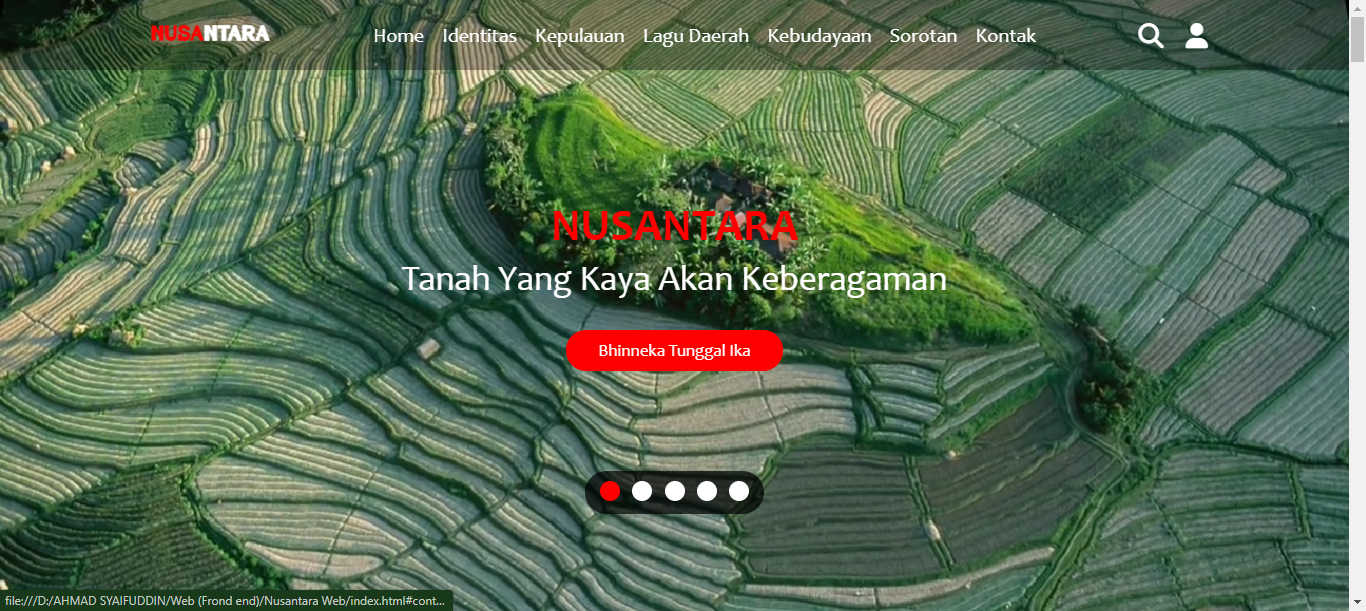 NUSANTARA
Home Identitas Kepulauan Lagu Daerah Kebudayaan Sorotan Kontak
NUSANTARA
Tanah Yang Kaya Akan Keberagaman
Bhinneka Tunggal Ika
file:///D:/AHMAD SYAIFUDDIN/Web (Frond end)/Nusantara Web/index.html#cont...